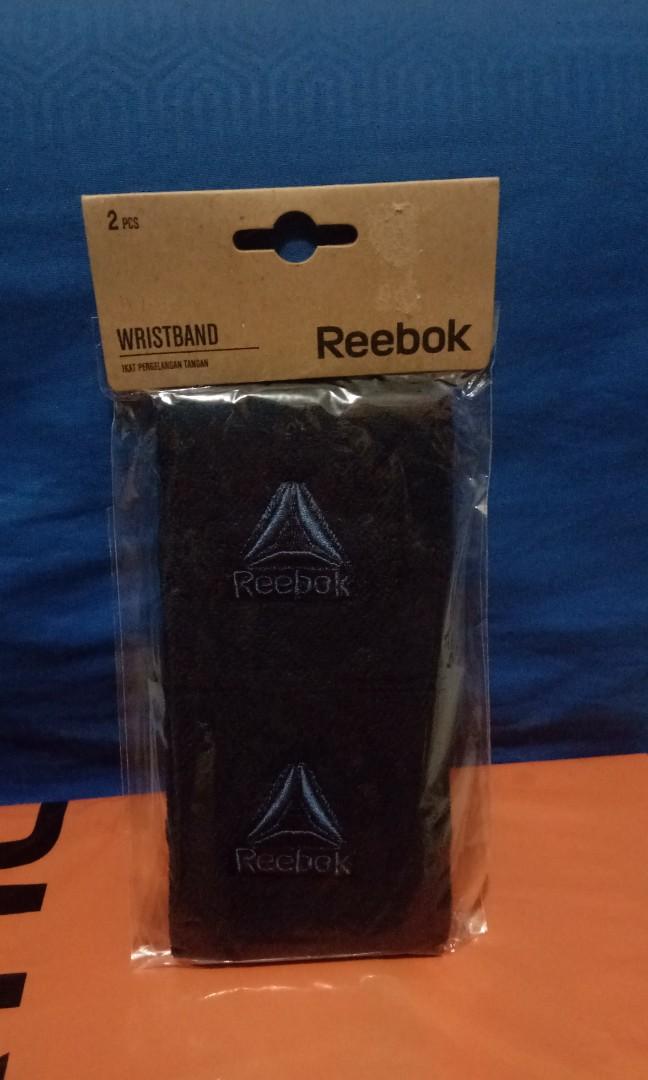 2 PCS
WRISTBAND
IKAT PERGELANGAN TANGAN
Reebok
Reebok
Reebok